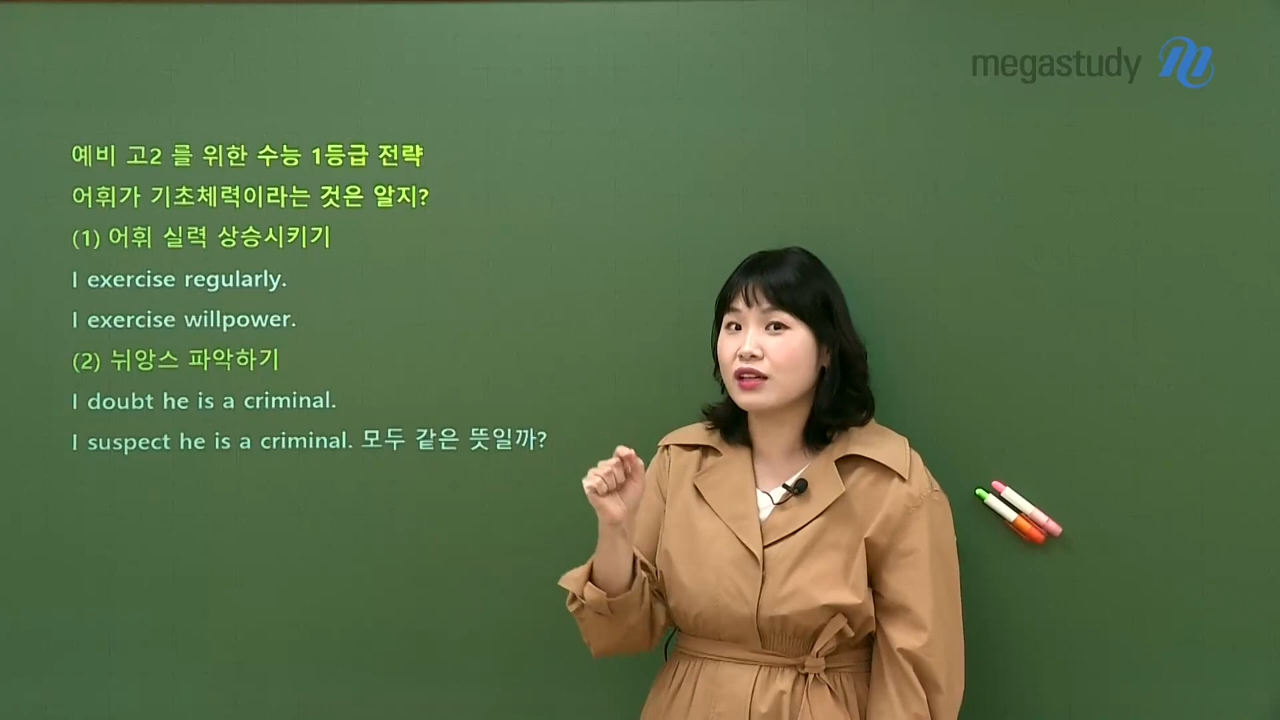 megastudy
예비 고2 를 위한 수능 1등급 전략
어휘가 기초체력이라는 것은 알지?
(1) 어휘 실력 상승시키기
I exercise regularly.
I exercise willpower.
(2) 뉘앙스 파악하기
I doubt he is a criminal.
I suspect he is a criminal. 모두 같은 뜻일까?